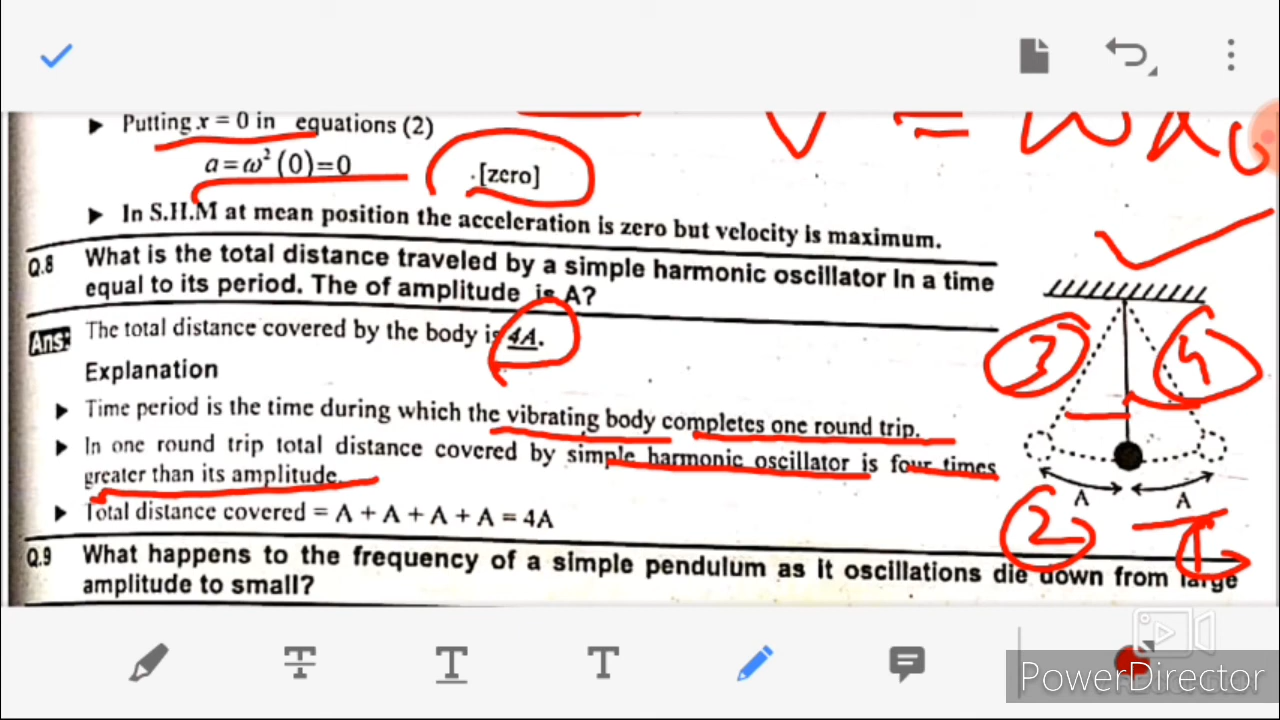 Putting x = 0 in equations (2)
V = ωx₀
a = ω² (0) = 0
.[zero]
In S.H.M at mean position the acceleration is zero but velocity is maximum.
Q.8 What is the total distance traveled by a simple harmonic oscillator In a time
equal to its period. The of amplitude is A?
Ans: The total distance covered by the body is 4A.
Explanation
Time period is the time during which the vibrating body completes one round trip.
In one round trip total distance covered by simple harmonic oscillator is four times
greater than its amplitude.
Total distance covered = A + A + A + A = 4A
3 4
A A
2 1
Q.9 What happens to the frequency of a simple pendulum as it oscillations die down from large
amplitude to small?
T T T
PowerDirector